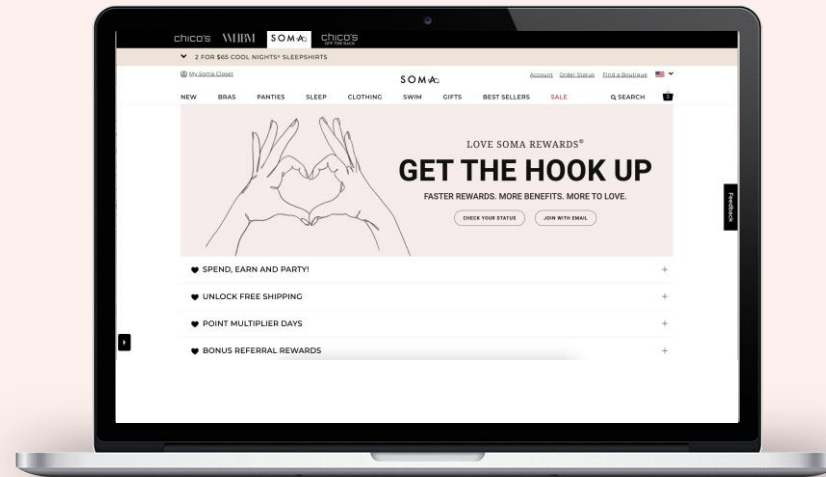 chico's WHBM SOMA chico's OFF THE RACK
2 FOR $65 COOL NIGHTS® SLEEPSHIRTS
My Soma Closet
SOMA
Account Order Status Find a Boutique
NEW BRAS PANTIES SLEEP CLOTHING SWIM GIFTS BEST SELLERS SALE SEARCH
LOVE SOMA REWARDS®
GET THE HOOK UP
FASTER REWARDS. MORE BENEFITS. MORE TO LOVE.
CHECK YOUR STATUS JOIN WITH EMAIL
Feedback
SPEND, EARN AND PARTY!
UNLOCK FREE SHIPPING
POINT MULTIPLIER DAYS
BONUS REFERRAL REWARDS